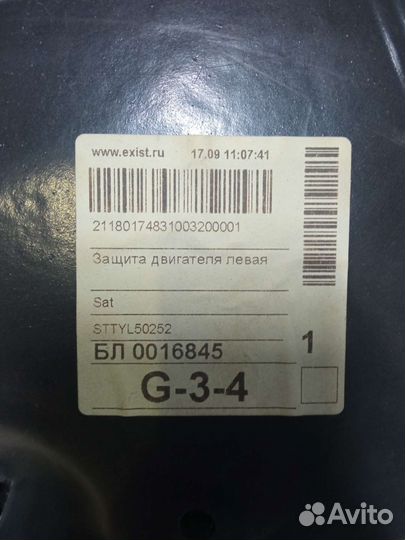 www.exist.ru 17.09 11:07:41
21180174831003200001
Защита двигателя левая
Sat
STTYL50252
БЛ 0016845
1
G-3-4
Avito